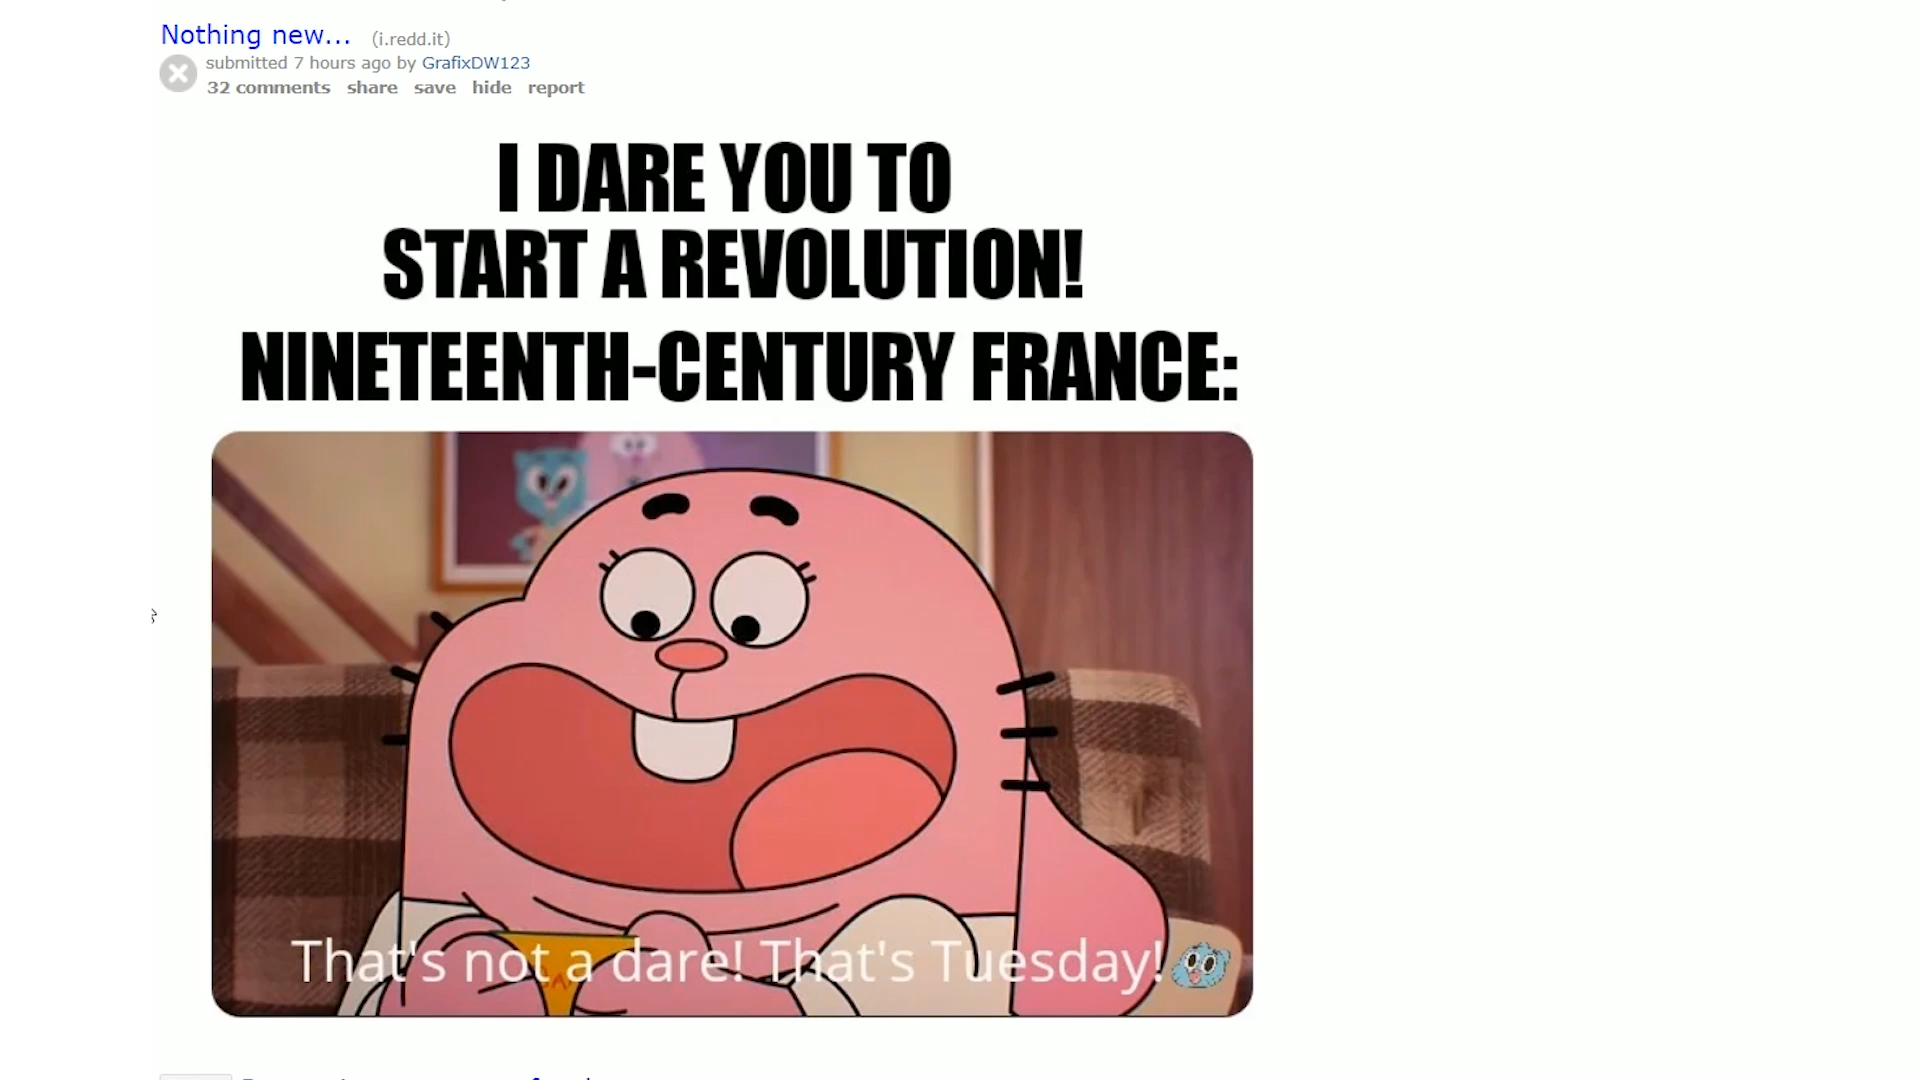 Nothing new... (i.redd.it)
submitted 7 hours ago by GrafixDW123
32 comments share save hide report
I DARE YOU TO
START A REVOLUTION!
NINETEENTH-CENTURY FRANCE:
That's not a dare! That's Tuesday!